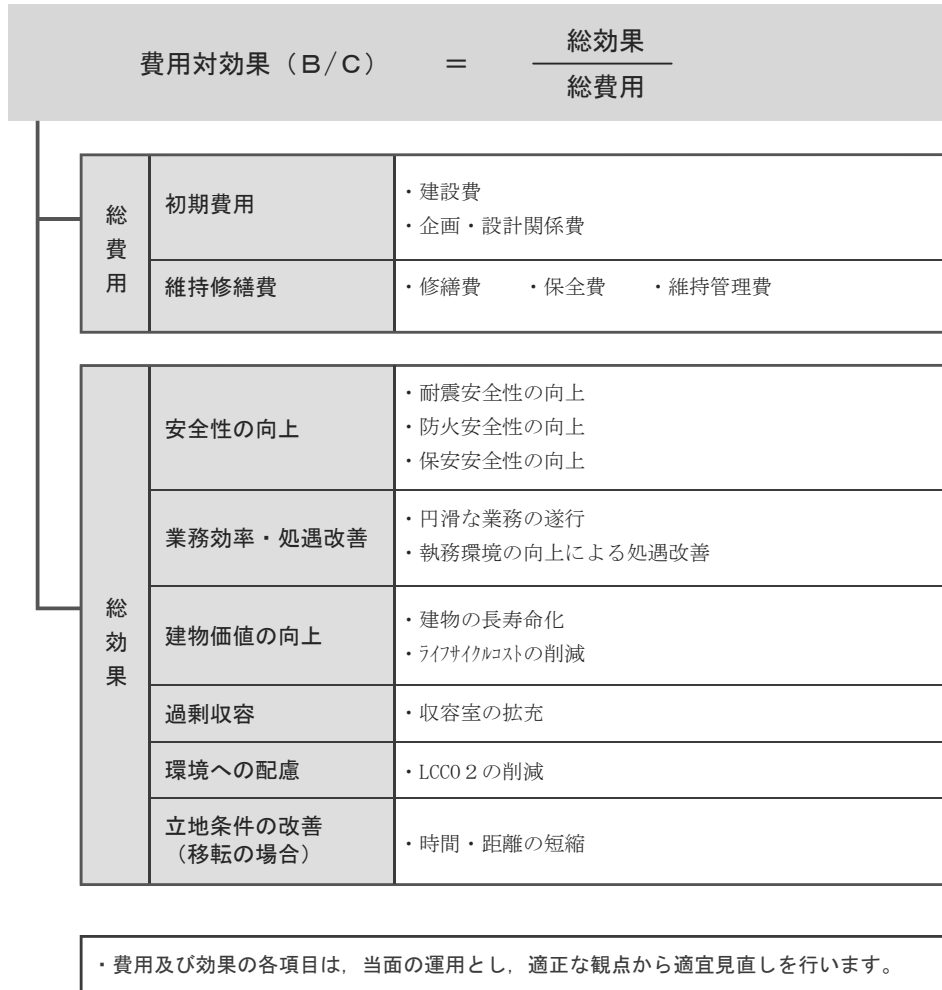 費用対効果（Ｂ/Ｃ）　＝　総効果
総費用
総費用
初期費用
・建設費
・企画・設計関係費
維持修繕費
・修繕費　・保全費　・維持管理費
総効果
安全性の向上
・耐震安全性の向上
・防火安全性の向上
・保安安全性の向上
業務効率・処遇改善
・円滑な業務の遂行
・執務環境の向上による処遇改善
建物価値の向上
・建物の長寿命化
・ﾗｲﾌｻｲｸﾙｺｽﾄの削減
過剰収容
・収容室の拡充
環境への配慮
・LCCO２の削減
立地条件の改善
（移転の場合）
・時間・距離の短縮
・費用及び効果の各項目は，当面の運用とし，適正な観点から適宜見直しを行います。